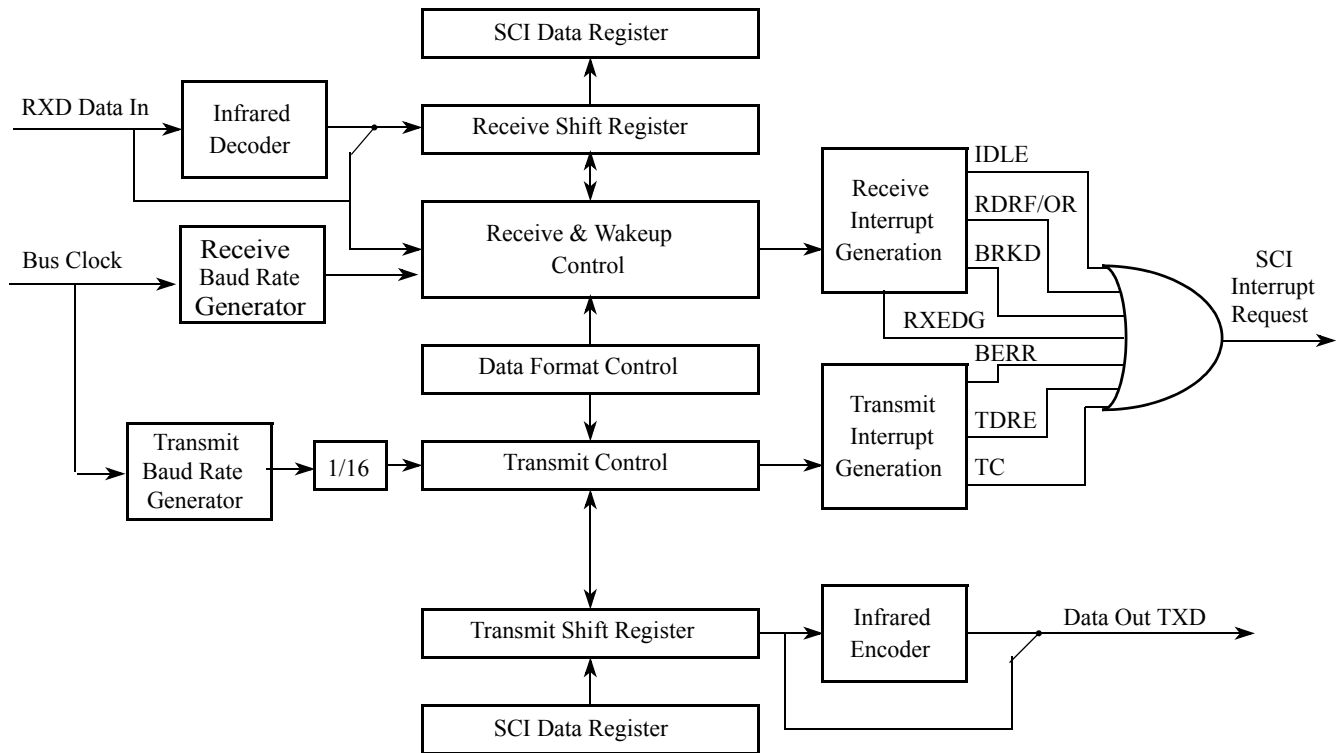 SCI Data Register
RXD Data In
Infrared
Decoder
Receive Shift Register
IDLE
Receive
Interrupt
Generation
RDRF/OR
BRKD
Receive & Wakeup
Control
Bus Clock
Receive
Baud Rate
Generator
SCI
Interrupt
Request
RXEDG
BERR
Data Format Control
Transmit
Interrupt
Generation
TDRE
TC
Transmit
Baud Rate
Generator
1/16
Transmit Control
Transmit Shift Register
Infrared
Encoder
Data Out TXD
SCI Data Register